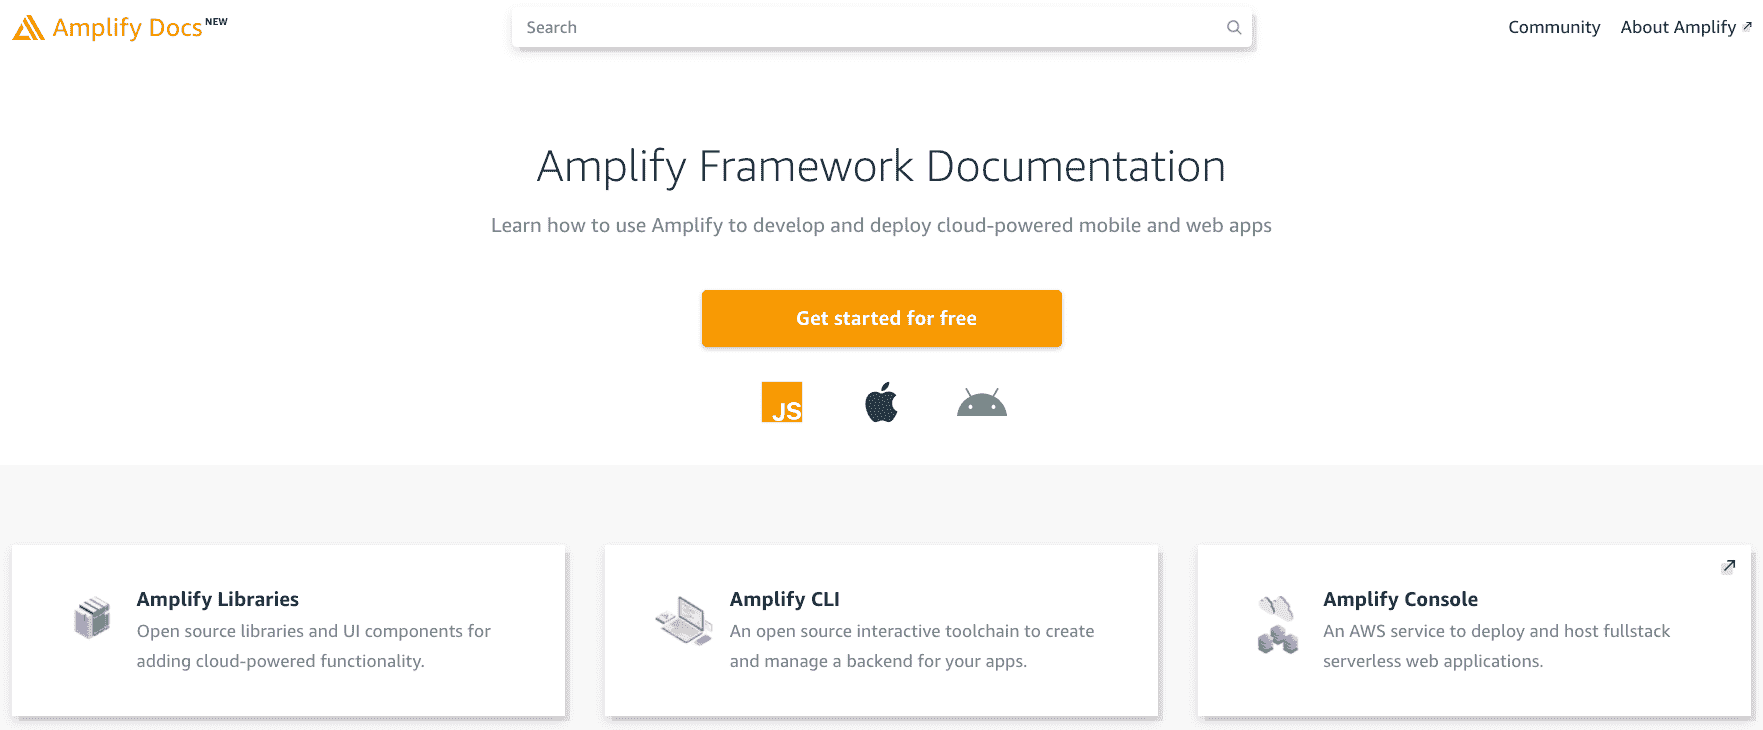 Amplify Docs NEW
Search
Community
About Amplify
Amplify Framework Documentation
Learn how to use Amplify to develop and deploy cloud-powered mobile and web apps
Get started for free
JS
Amplify Libraries
Open source libraries and UI components for
adding cloud-powered functionality.
Amplify CLI
An open source interactive toolchain to create
and manage a backend for your apps.
Amplify Console
An AWS service to deploy and host fullstack
serverless web applications.